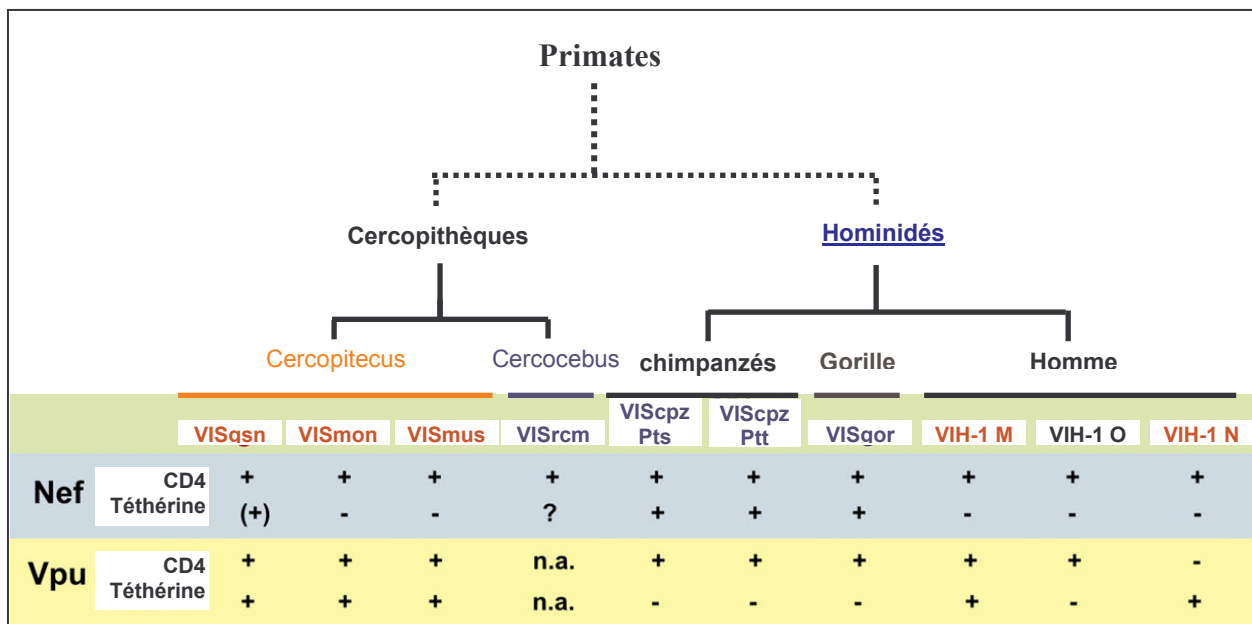 Primates
Cercopithèques Hominidés
Cercopitecus Cercocebus chimpanzés Gorille Homme
VISgsn VISmon VISmus VISrcm VIScpz Pts VIScpz Ptt VISgor VIH-1 M VIH-1 O VIH-1 N
Nef
CD4 + + + + + + + + + +
Téthérine (+) - - ? + + + - - -
Vpu
CD4 + + + n.a. + + + + + -
Téthérine + + + n.a. - - - + - +